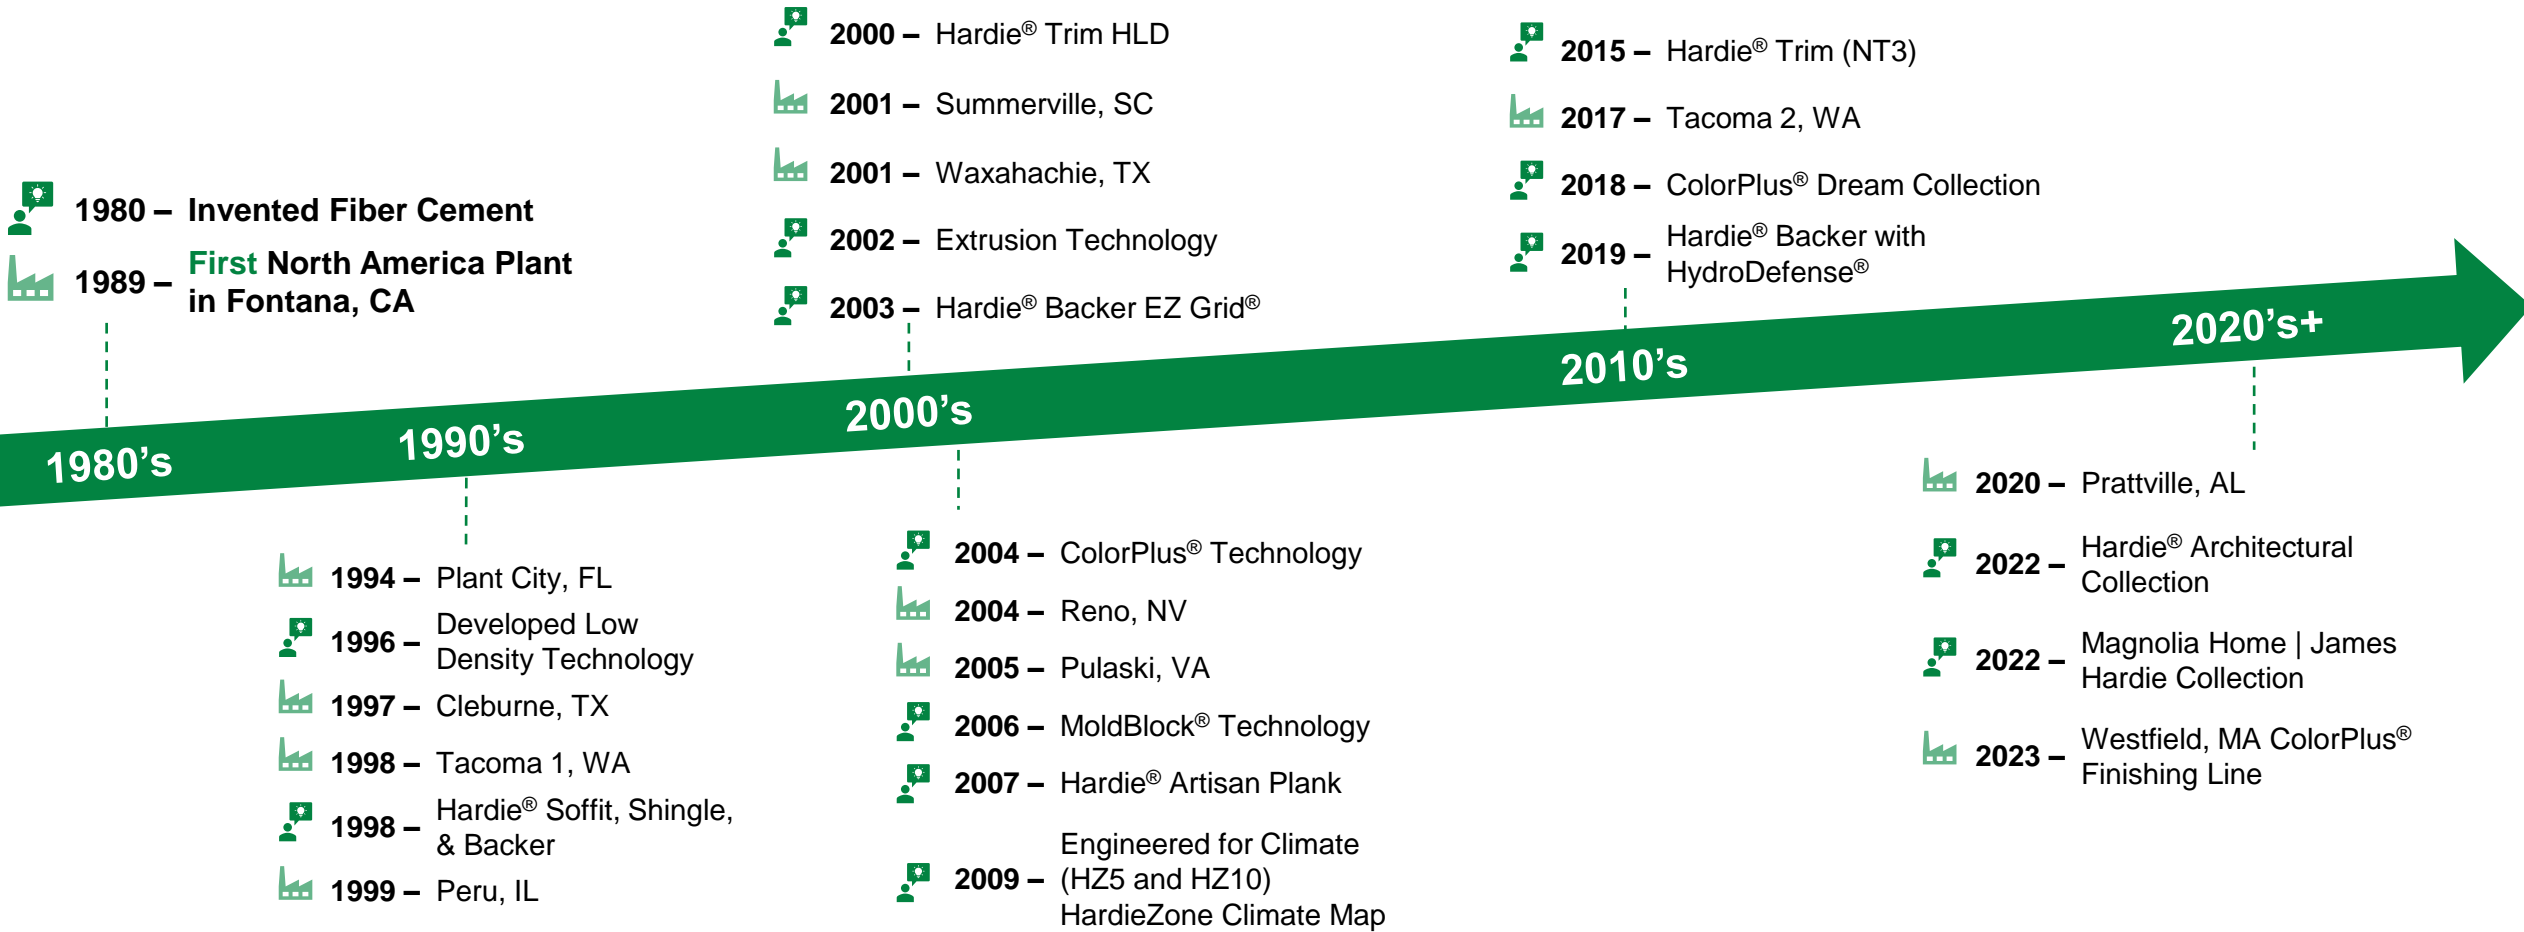 1980 – Invented Fiber Cement
1989 – First North America Plant
in Fontana, CA
2000 – Hardie® Trim HLD
2001 – Summerville, SC
2001 – Waxahachie, TX
2002 – Extrusion Technology
2003 – Hardie® Backer EZ Grid®
2015 – Hardie® Trim (NT3)
2017 – Tacoma 2, WA
2018 – ColorPlus® Dream Collection
2019 – Hardie® Backer with
HydroDefense®
1980's
1990's
2000's
2010's
2020's+
1994 – Plant City, FL
1996 – Developed Low
Density Technology
1997 – Cleburne, TX
1998 – Tacoma 1, WA
1998 – Hardie® Soffit, Shingle,
& Backer
1999 – Peru, IL
2004 – ColorPlus® Technology
2004 – Reno, NV
2005 – Pulaski, VA
2006 – MoldBlock® Technology
2007 – Hardie® Artisan Plank
2009 – Engineered for Climate
(HZ5 and HZ10)
HardieZone Climate Map
2020 – Prattville, AL
2022 – Hardie® Architectural
Collection
2022 – Magnolia Home | James
Hardie Collection
2023 – Westfield, MA ColorPlus®
Finishing Line